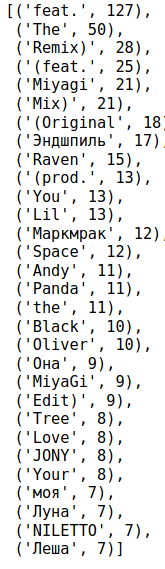 [('feat.', 127),
('The', 50),
('Remix)', 28),
('(feat.', 25),
('Miyagi', 21),
('Mix)', 21),
('(Original', 18)
('Эндшпиль', 17),
('Raven', 15),
('(prod.', 13),
('You', 13),
('Lil', 13),
('Маркмрак', 12),
('Space', 12),
('Andy', 11),
('Panda', 11),
('the', 11),
('Black', 10),
('Oliver', 10),
('Она', 9),
('MiyaGi', 9),
('Edit)', 9),
('Tree', 8),
('Love', 8),
('JONY', 8),
('Your', 8),
('моя', 7),
('Луна', 7),
('NILETTO', 7),
('Леша', 7)]